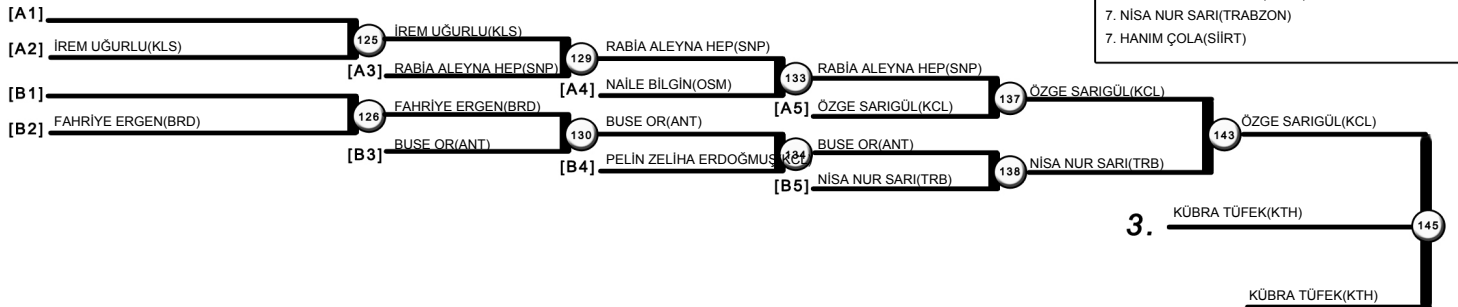 7. NİSA NUR SARI(TRABZON)
7. HANIM ÇOLA(SİİRT)
[A1]
[A2] İREM UĞURLU(KLS)
125 İREM UĞURLU(KLS)
[A3] RABİA ALEYNA HEP(SNP)
129 RABİA ALEYNA HEP(SNP)
[A4] NAİLE BİLGİN(OSM)
133 RABİA ALEYNA HEP(SNP)
[A5] ÖZGE SARIGÜL(KCL)
137 ÖZGE SARIGÜL(KCL)
[B1]
[B2] FAHRİYE ERGEN(BRD)
126 FAHRİYE ERGEN(BRD)
[B3] BUSE OR(ANT)
130 BUSE OR(ANT)
[B4] PELİN ZELİHA ERDOĞMUŞ(KCL)
134 BUSE OR(ANT)
[B5] NİSA NUR SARI(TRB)
138 NİSA NUR SARI(TRB)
143 ÖZGE SARIGÜL(KCL)
3. KÜBRA TÜFEK(KTH)
145
KÜBRA TÜFEK(KTH)